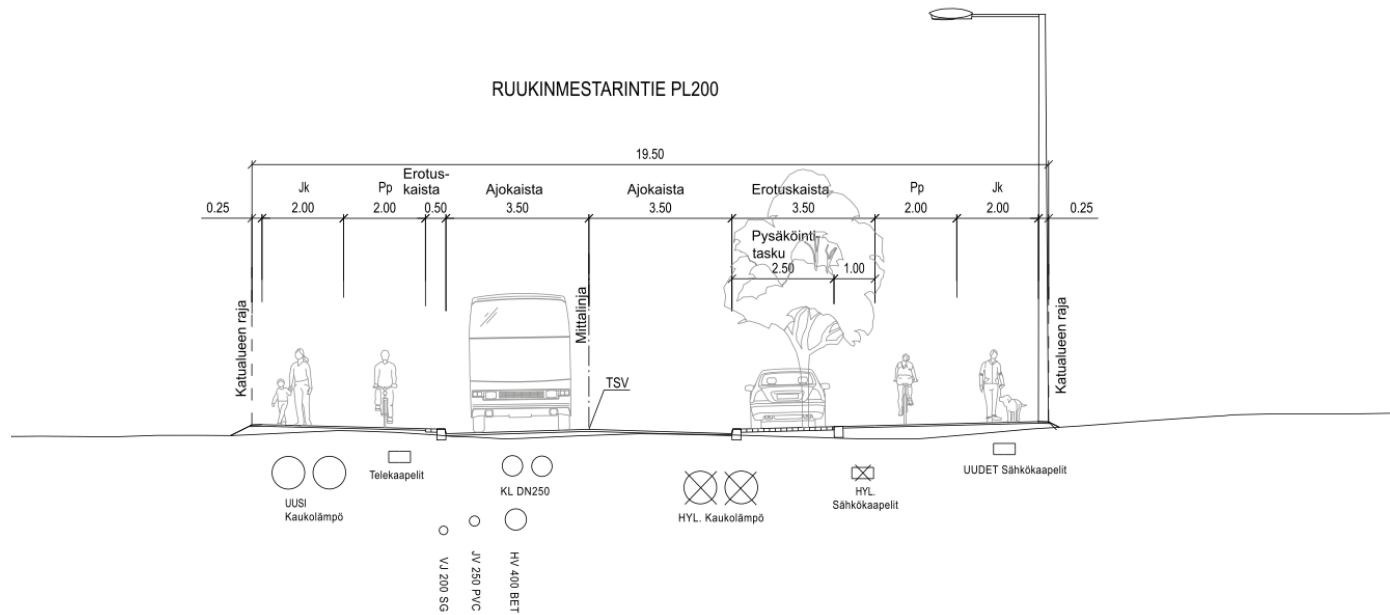 RUUKINMESTARINTIE PL200
19.50
Jk
Pp
Erotus-
kaista
Ajokaista
Ajokaista
Erotuskaista
Pp
Jk
0.25
2.00
2.00
0.50
3.50
3.50
3.50
2.00
2.00
0.25
Pysäköinti-
tasku
2.50
1.00
Katualueen raja
Mittalinja
Katualueen raja
TSV
UUSI
Kaukolämpö
Telekaapelit
KL DN250
HYL. Kaukolämpö
HYL.
Sähkökaapelit
UUDET Sähkökaapelit
VJ 200 SG
JV 250 PVC
HV 400 BET